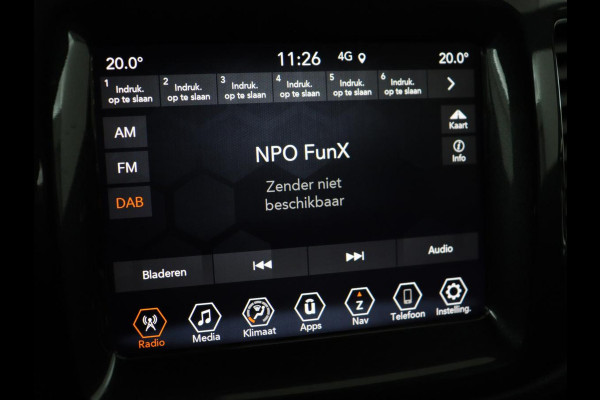 20.0°
11:26
4G
20.0°
1 Indruk. op te slaan
2 Indruk. op te slaan
3 Indruk. op te slaan
4 Indruk. op te slaan
5 Indruk. op te slaan
6 Indruk. op te slaan
AM
FM
DAB
NPO FunX
Zender niet
beschikbaar
Kaart
Info
Bladeren
Audio
Radio
Media
Klimaat
Apps
Nav
Telefoon
Instelling.